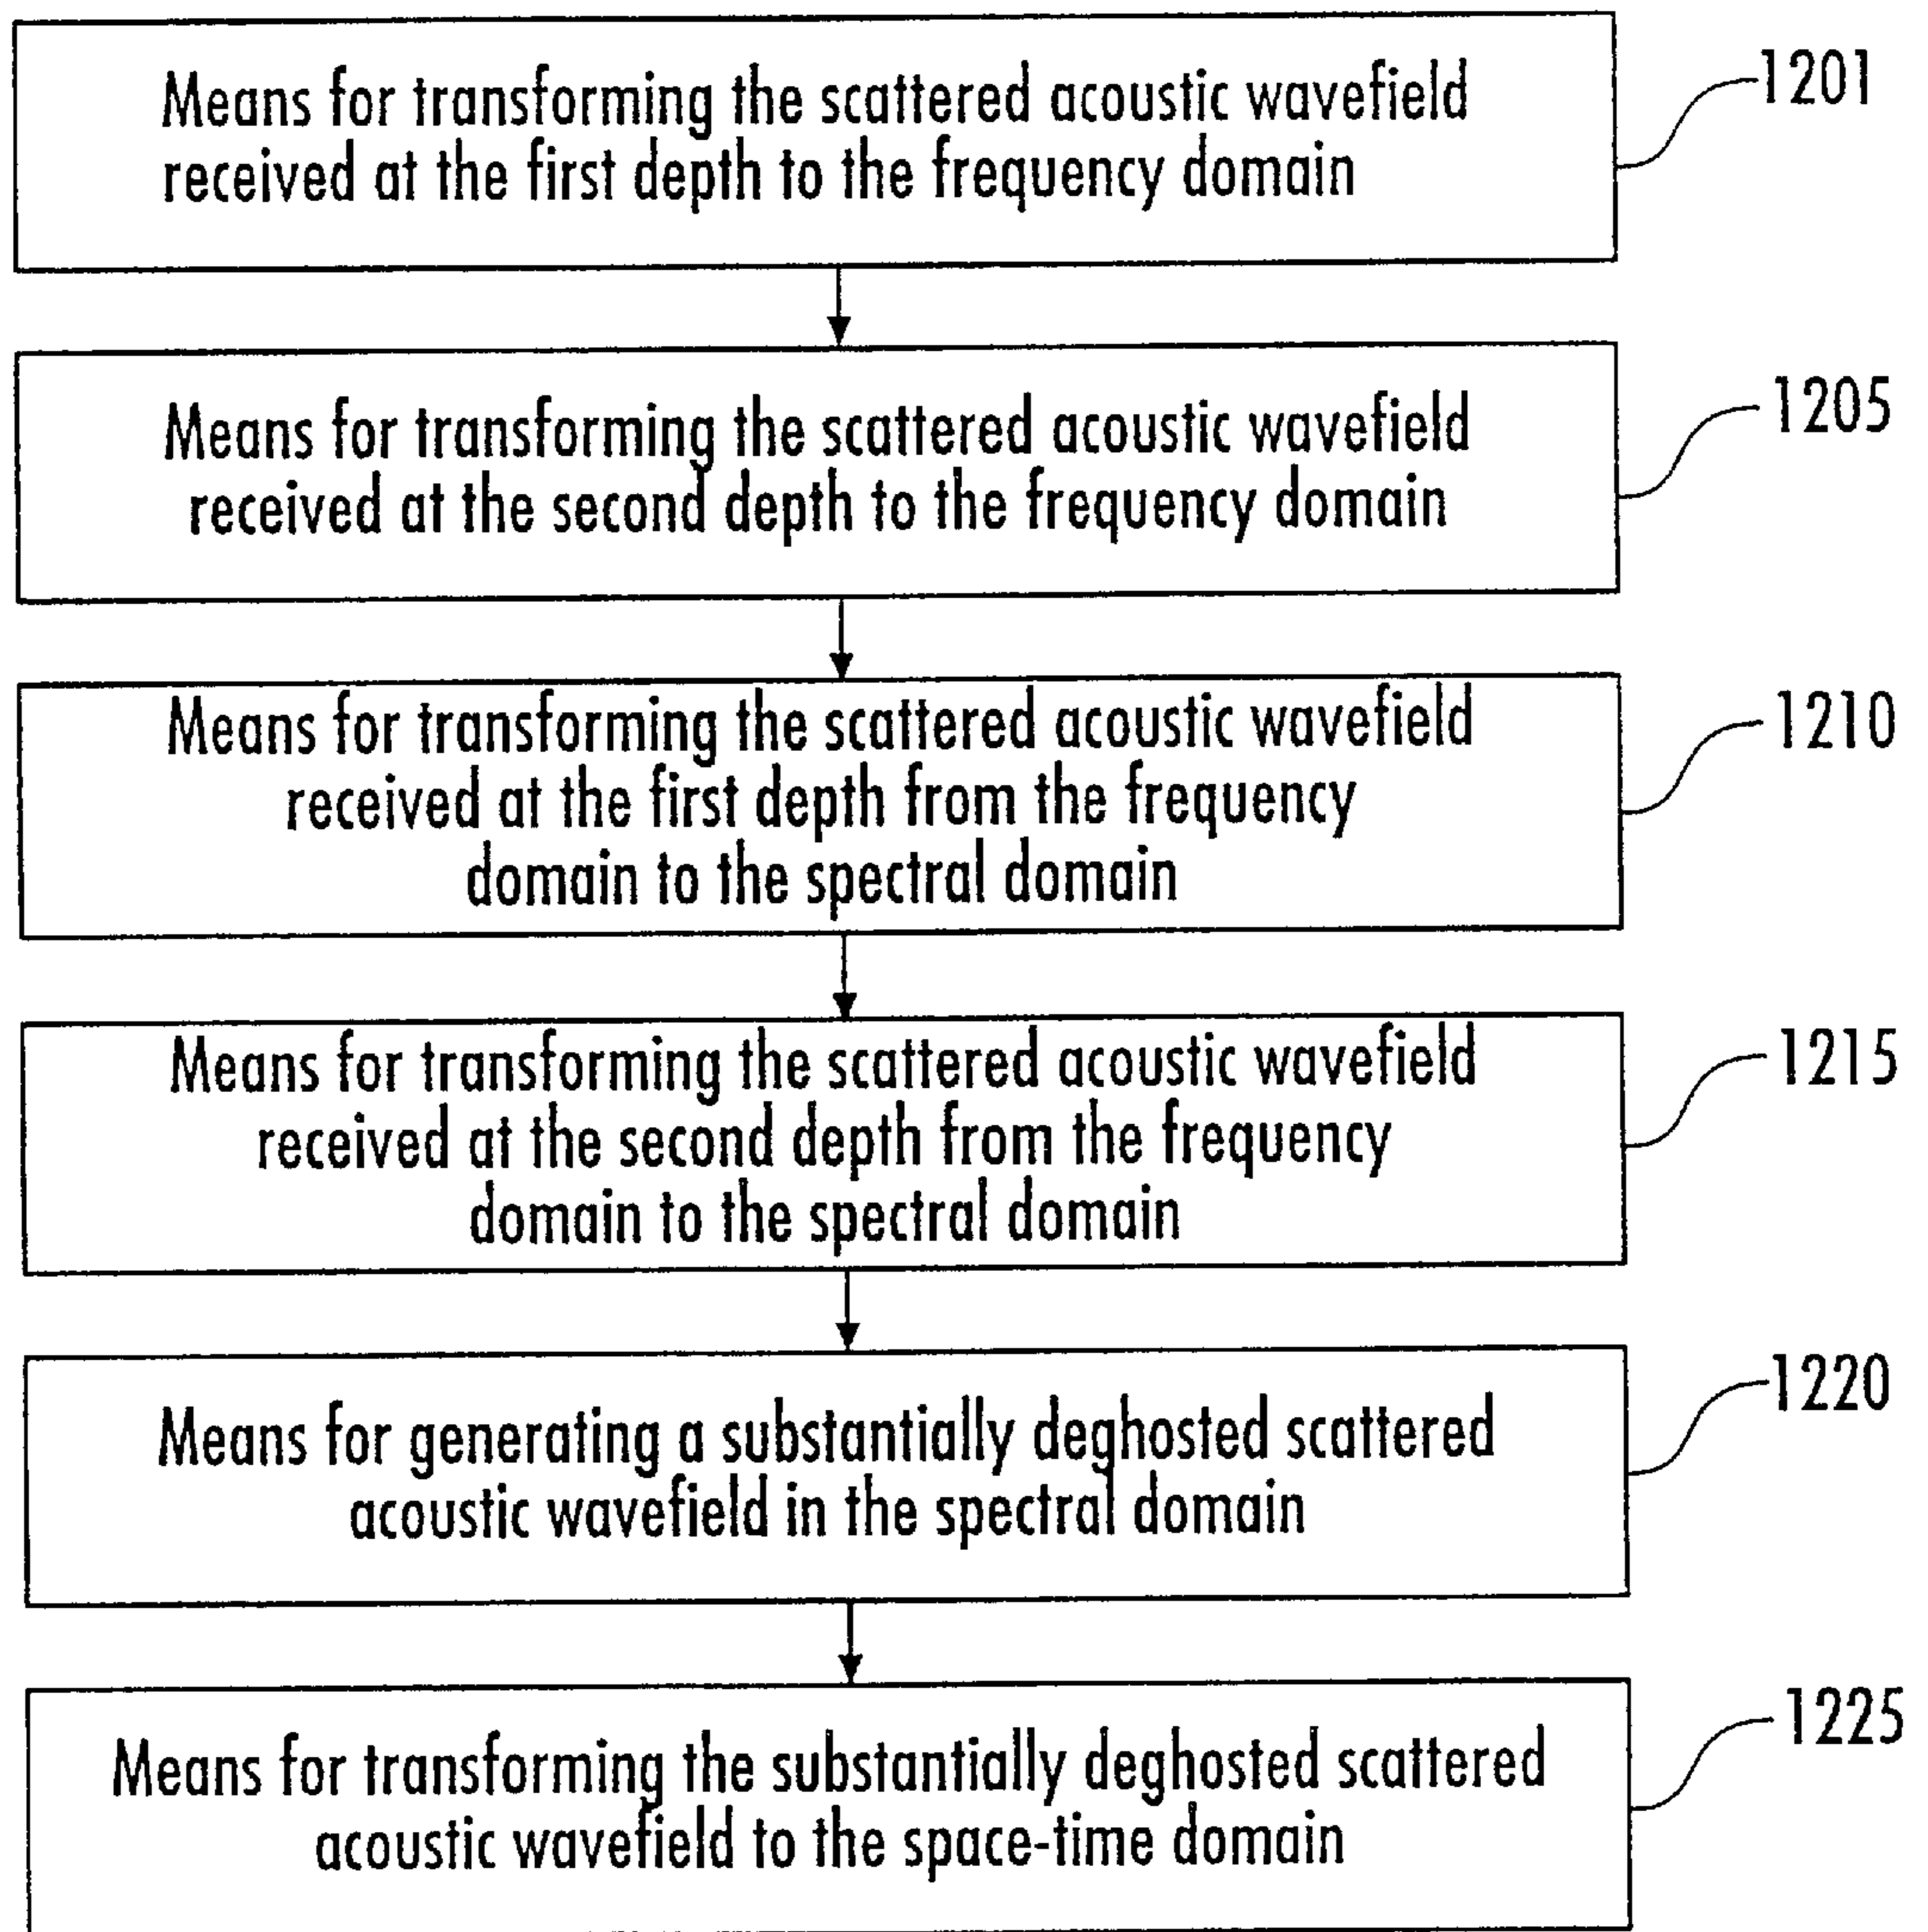 Means for transforming the scattered acoustic wavefield
received at the first depth to the frequency domain
1201
Means for transforming the scattered acoustic wavefield
received at the second depth to the frequency domain
1205
Means for transforming the scattered acoustic wavefield
received at the first depth from the frequency
domain to the spectral domain
1210
Means for transforming the scattered acoustic wavefield
received at the second depth from the frequency
domain to the spectral domain
1215
Means for generating a substantially deghosted scattered
acoustic wavefield in the spectral domain
1220
Means for transforming the substantially deghosted scattered
acoustic wavefield to the space-time domain
1225